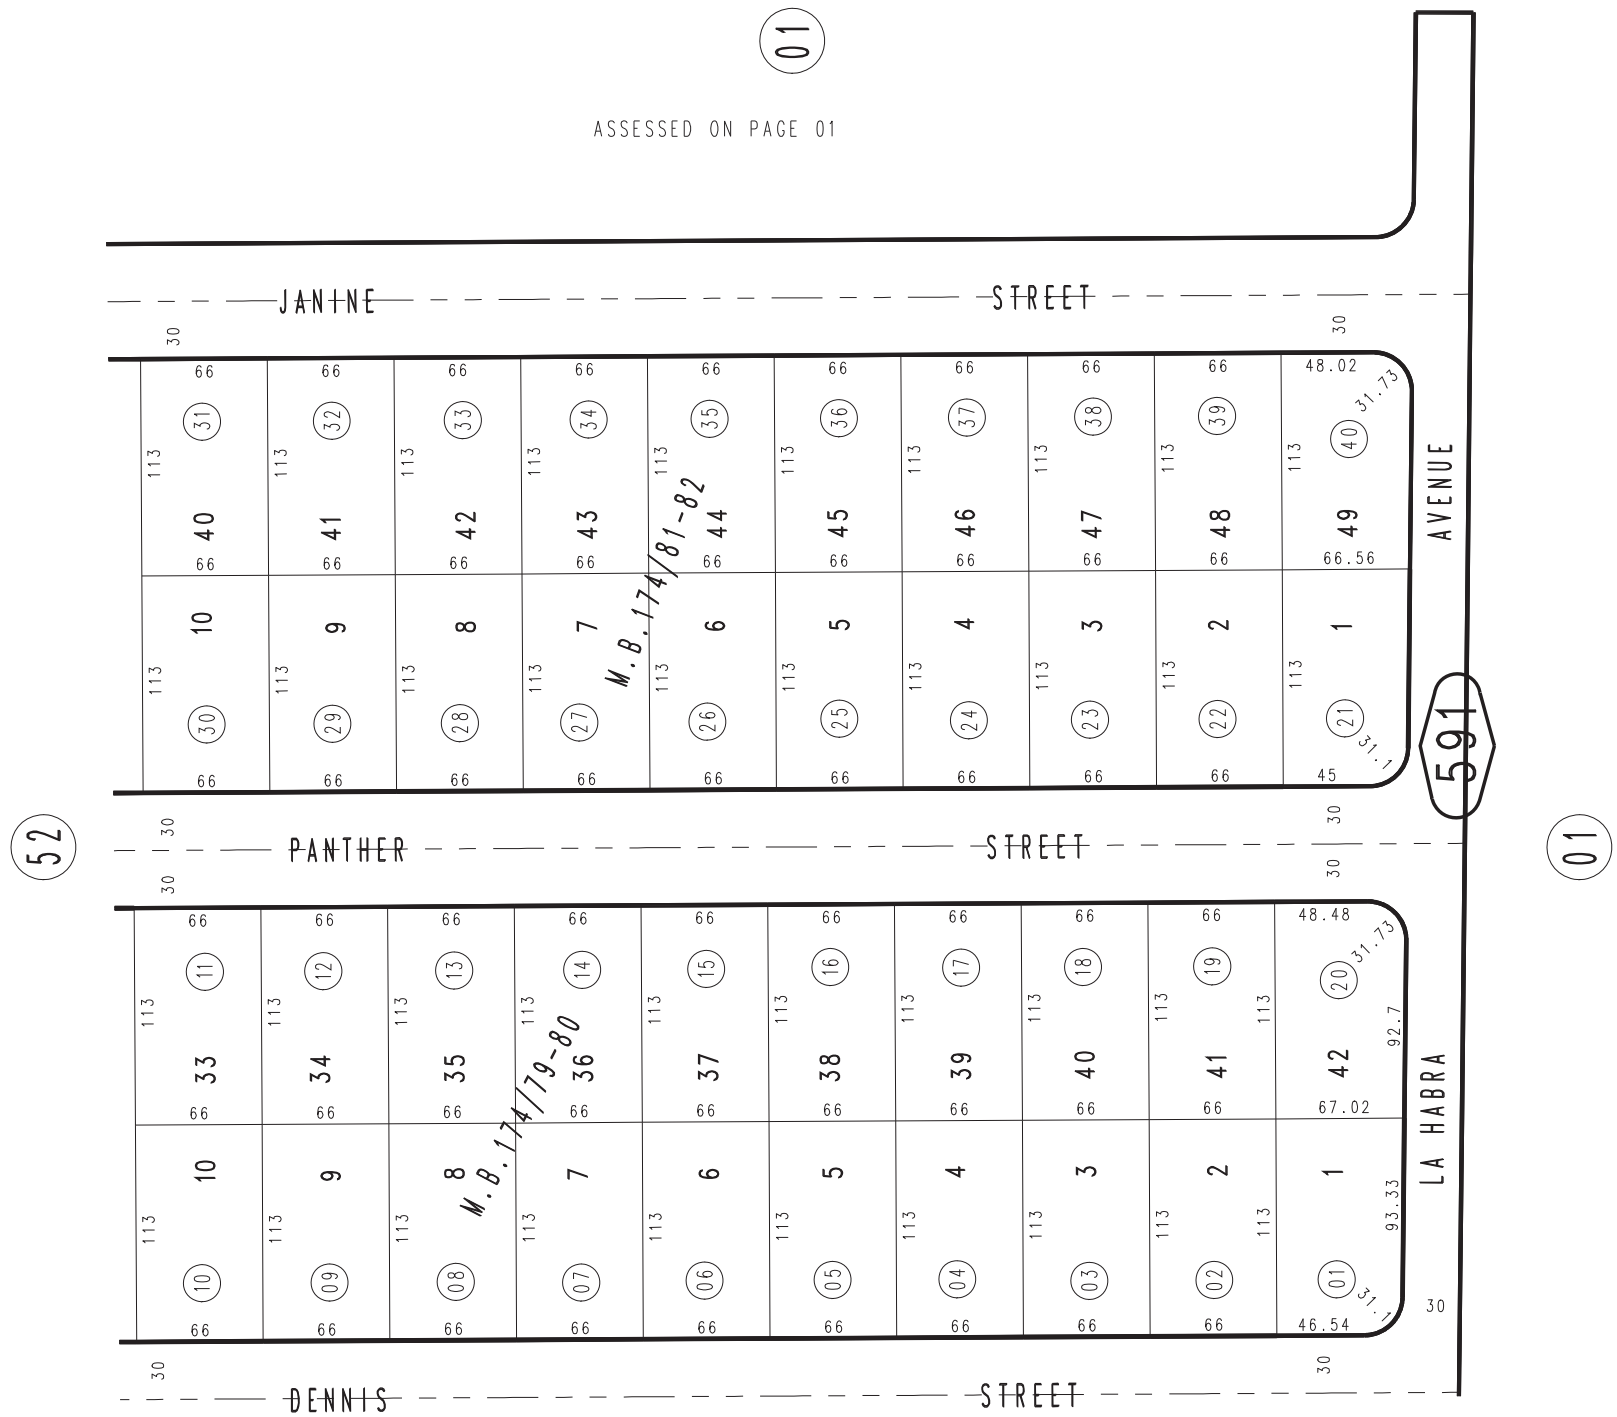 01
ASSESSED ON PAGE 01
JANINE STREET
30 30
66 66 66 66 66 66 66 66 66 48.02
31.73
31 32 33 34 35 36 37 38 39 40
113 113 113 113 113 113 113 113 113 113
AVENUE
M.B.174/81-82
40 41 42 43 44 45 46 47 48 49
66 66 66 66 66 66 66 66 66 66.56
10 9 8 7 6 5 4 3 2 1
113 113 113 113 113 113 113 113 113 113
30 29 28 27 26 25 24 23 22 21
31.1
591
66 66 66 66 66 66 66 66 66 45
30 30
52
PANTHER STREET
01
30 30
66 66 66 66 66 66 66 66 66 48.48
31.73
11 12 13 14 15 16 17 18 19 20
113 113 113 113 113 113 113 113 113 113
92.7
M.B.174/79-80
33 34 35 36 37 38 39 40 41 42
66 66 66 66 66 66 66 66 66 67.02
LA HABRA
10 9 8 7 6 5 4 3 2 1
93.33
113 113 113 113 113 113 113 113 113 113
10 09 08 07 06 05 04 03 02 01
31.1
30
66 66 66 66 66 66 66 66 66 46.54
30 30
DENNIS STREET